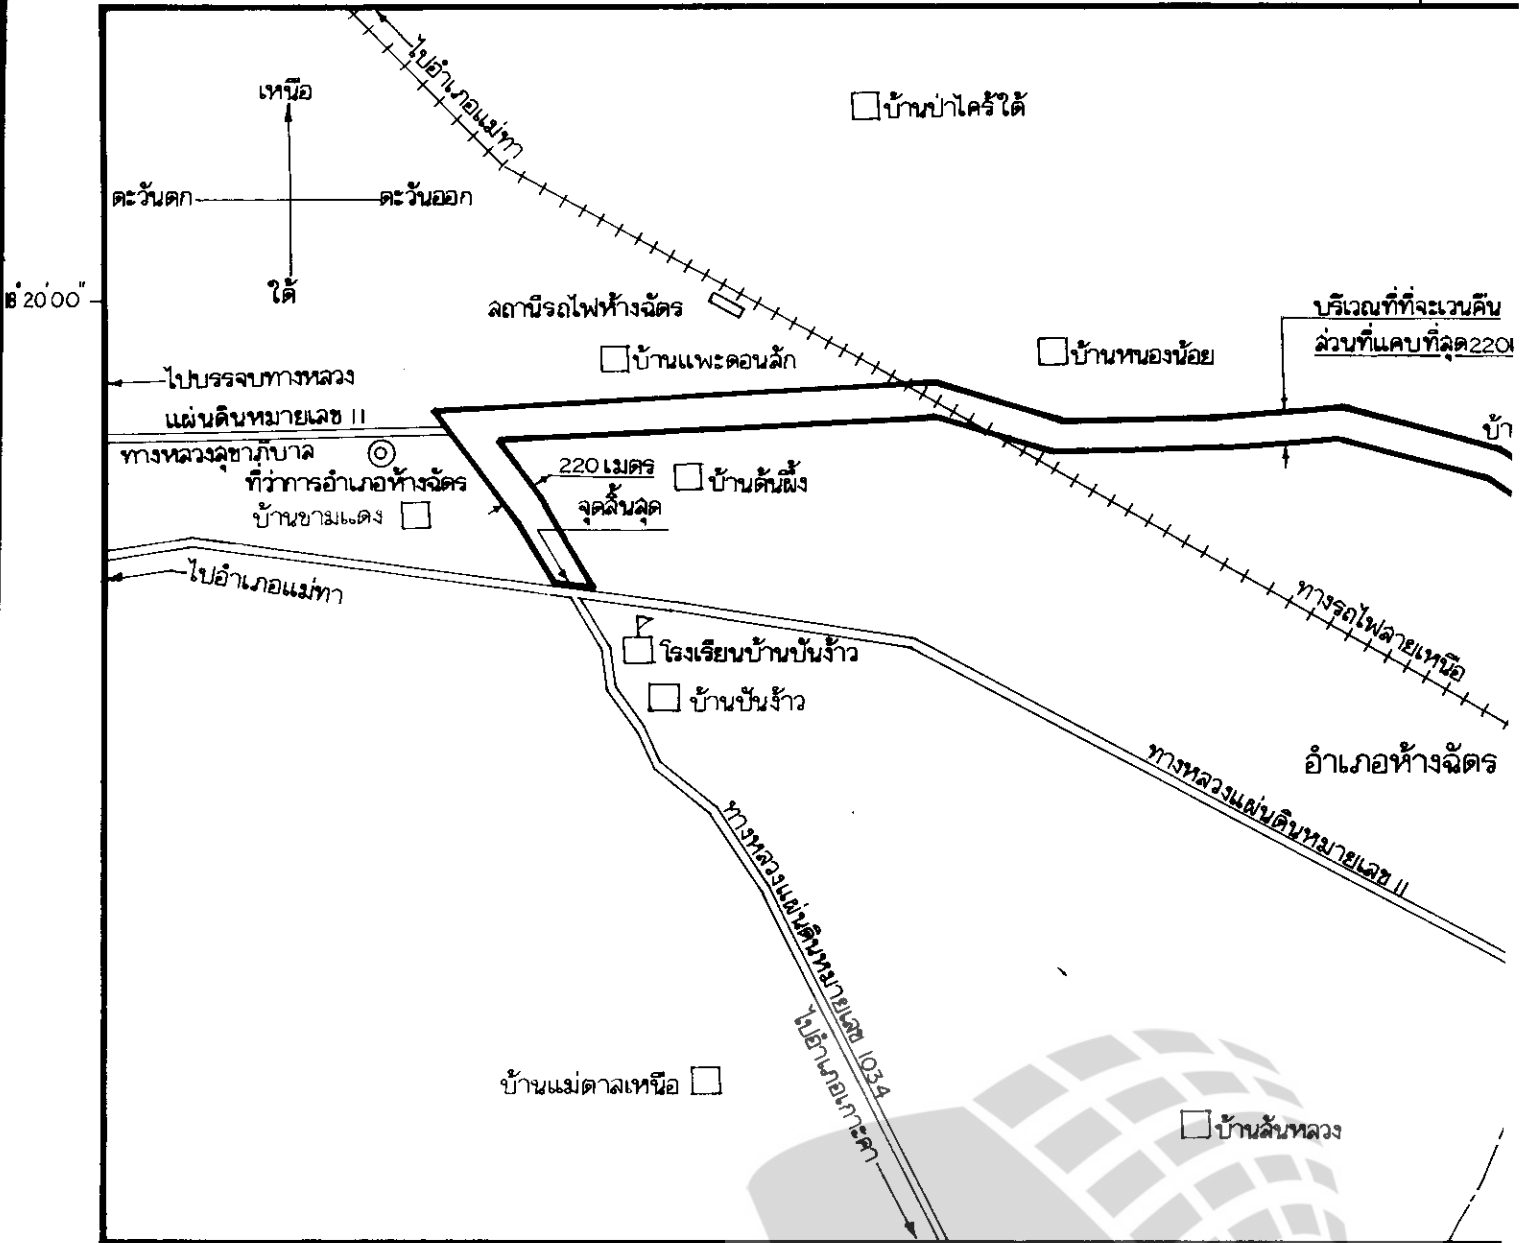 ไปอำเภอแม่ทา
เหนือ
บ้านป่าไคร้ใต้
ตะวันตก
ตะวันออก
ใต้
20'00"
สถานีรถไฟห้างฉัตร
บริเวณที่ที่จะเวนคืน
ส่วนที่แคบที่สุด 220
บ้านแพะดอนสัก
บ้านหนองน้อย
ไปบรรจบทางหลวง
แผ่นดินหมายเลข 11
บ้า
ทางหลวงสุขาภิบาล
ที่ว่าการอำเภอห้างฉัตร
220 เมตร
บ้านต้นผึ้ง
จุดสิ้นสุด
บ้านขามแดง
ไปอำเภอแม่ทา
ทางรถไฟสายเหนือ
โรงเรียนบ้านปันง้าว
บ้านปันง้าว
อำเภอห้างฉัตร
ทางหลวงแผ่นดินหมายเลข 11
ทางหลวงแผ่นดินหมายเลข 1034
ไปอำเภอเกาะคา
บ้านแม่ตาลเหนือ
บ้านสันหลวง